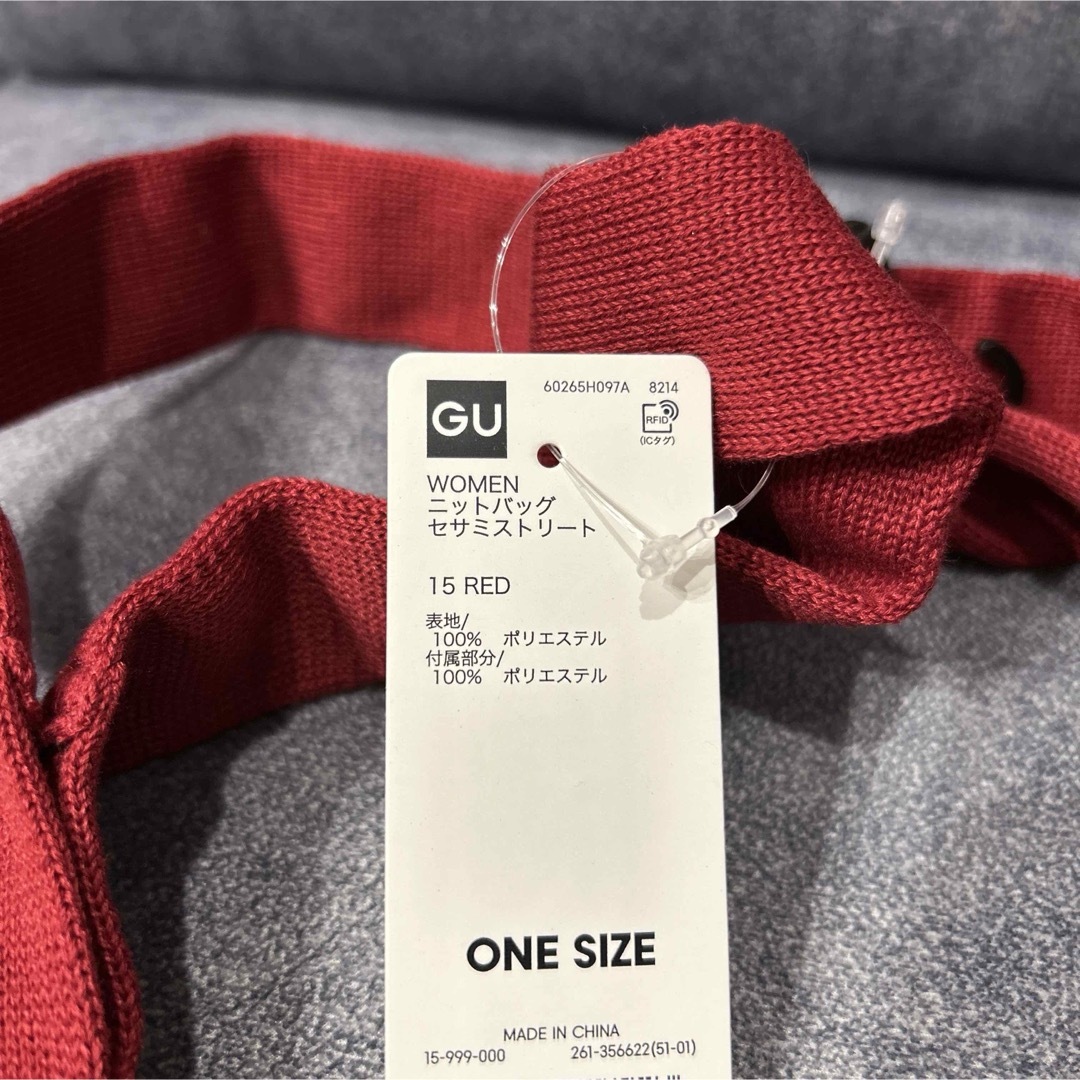 GU
60265H097A 8214
RFID
(ICタグ)
WOMEN
ニットバッグ
セサミストリート
15 RED
表地/
100% ポリエステル
付属部分/
100% ポリエステル
ONE SIZE
MADE IN CHINA
15-999-000 261-356622(51-01)